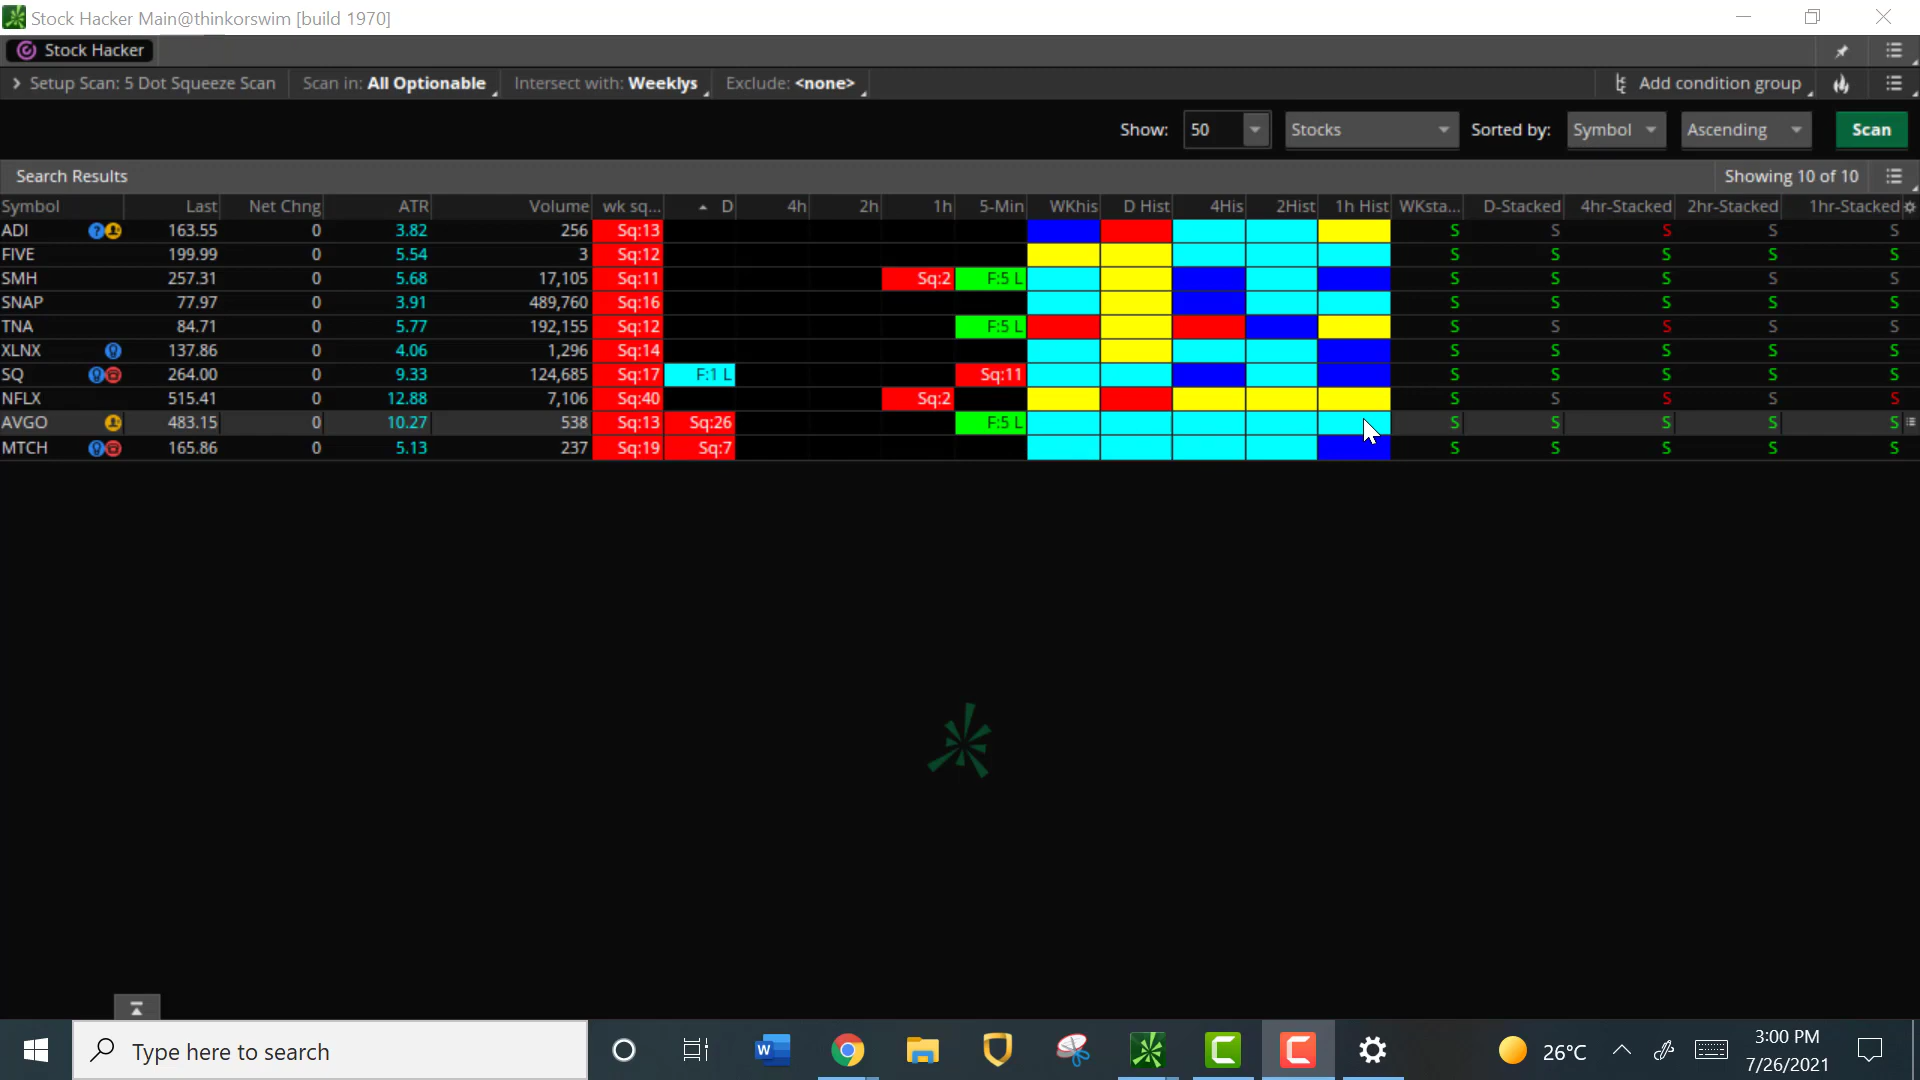 Stock Hacker Main@thinkorswim [build 1970]
Stock Hacker
Setup Scan: 5 Dot Squeeze Scan Scan in: All Optionable Intersect with: Weeklys Exclude: <none> Add condition group
Show: 50 Stocks Sorted by: Symbol Ascending Scan
Search Results Showing 10 of 10
Symbol Last Net Chng ATR Volume wk sq... D 4h 2h 1h 5-Min WKhis D Hist 4His 2Hist 1h Hist WKsta... D-Stacked 4hr-Stacked 2hr-Stacked 1hr-Stacked
ADI ? 163.55 0 3.82 256 Sq:13 S S S S S
FIVE 199.99 0 5.54 3 Sq:12 S S S S S
SMH 257.31 0 5.68 17,105 Sq:11 Sq:2 F:5 L S S S S S
SNAP 77.97 0 3.91 489,760 Sq:16 S S S S S
TNA 84.71 0 5.77 192,155 Sq:12 F:5 L S S S S S
XLNX 137.86 0 4.06 1,296 Sq:14 S S S S S
SQ 264.00 0 9.33 124,685 Sq:17 F:1 L Sq:11 S S S S S
NFLX 515.41 0 12.88 7,106 Sq:40 Sq:2 S S S S S
AVGO 483.15 0 10.27 538 Sq:13 Sq:26 F:5 L S S S S S
MTCH 165.86 0 5.13 237 Sq:19 Sq:7 S S S S S
Type here to search
W
26°C
3:00 PM
7/26/2021